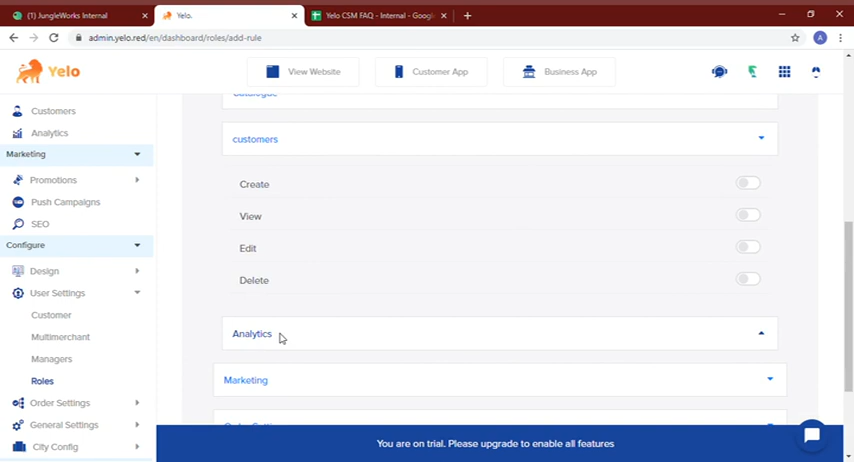 (1) JungleWorks Internal
Yelo.
Yelo CSM FAQ - Internal - Google
admin.yelo.red/en/dashboard/roles/add-rule
A
Yelo
View Website
Customer App
Business App
Customers
Analytics
Marketing
Promotions
Push Campaigns
SEO
Configure
Design
User Settings
Customer
Multimerchant
Managers
Roles
Order Settings
General Settings
City Config
Catalogue
customers
Create
View
Edit
Delete
Analytics
Marketing
You are on trial. Please upgrade to enable all features